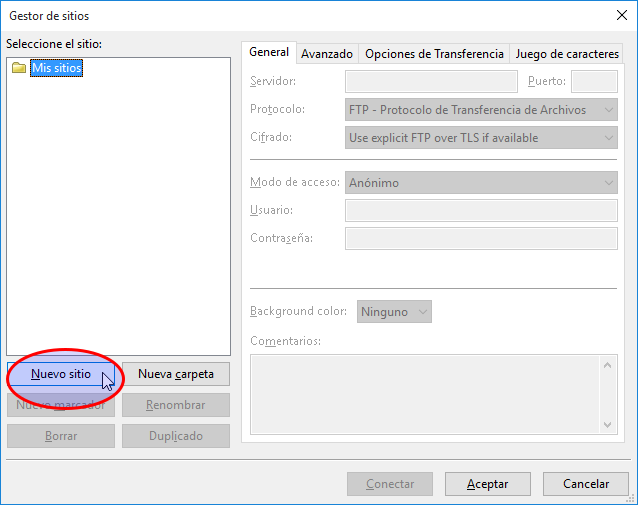 Gestor de sitios
Seleccione el sitio:
Mis sitios
General Avanzado Opciones de Transferencia Juego de caracteres
Servidor: Puerto:
Protocolo: FTP - Protocolo de Transferencia de Archivos
Cifrado: Use explicit FTP over TLS if available
Modo de acceso: Anónimo
Usuario:
Contraseña:
Background color: Ninguno
Comentarios:
Nuevo sitio Nueva carpeta
Nuevo marcador Renombrar
Borrar Duplicado
Conectar Aceptar Cancelar